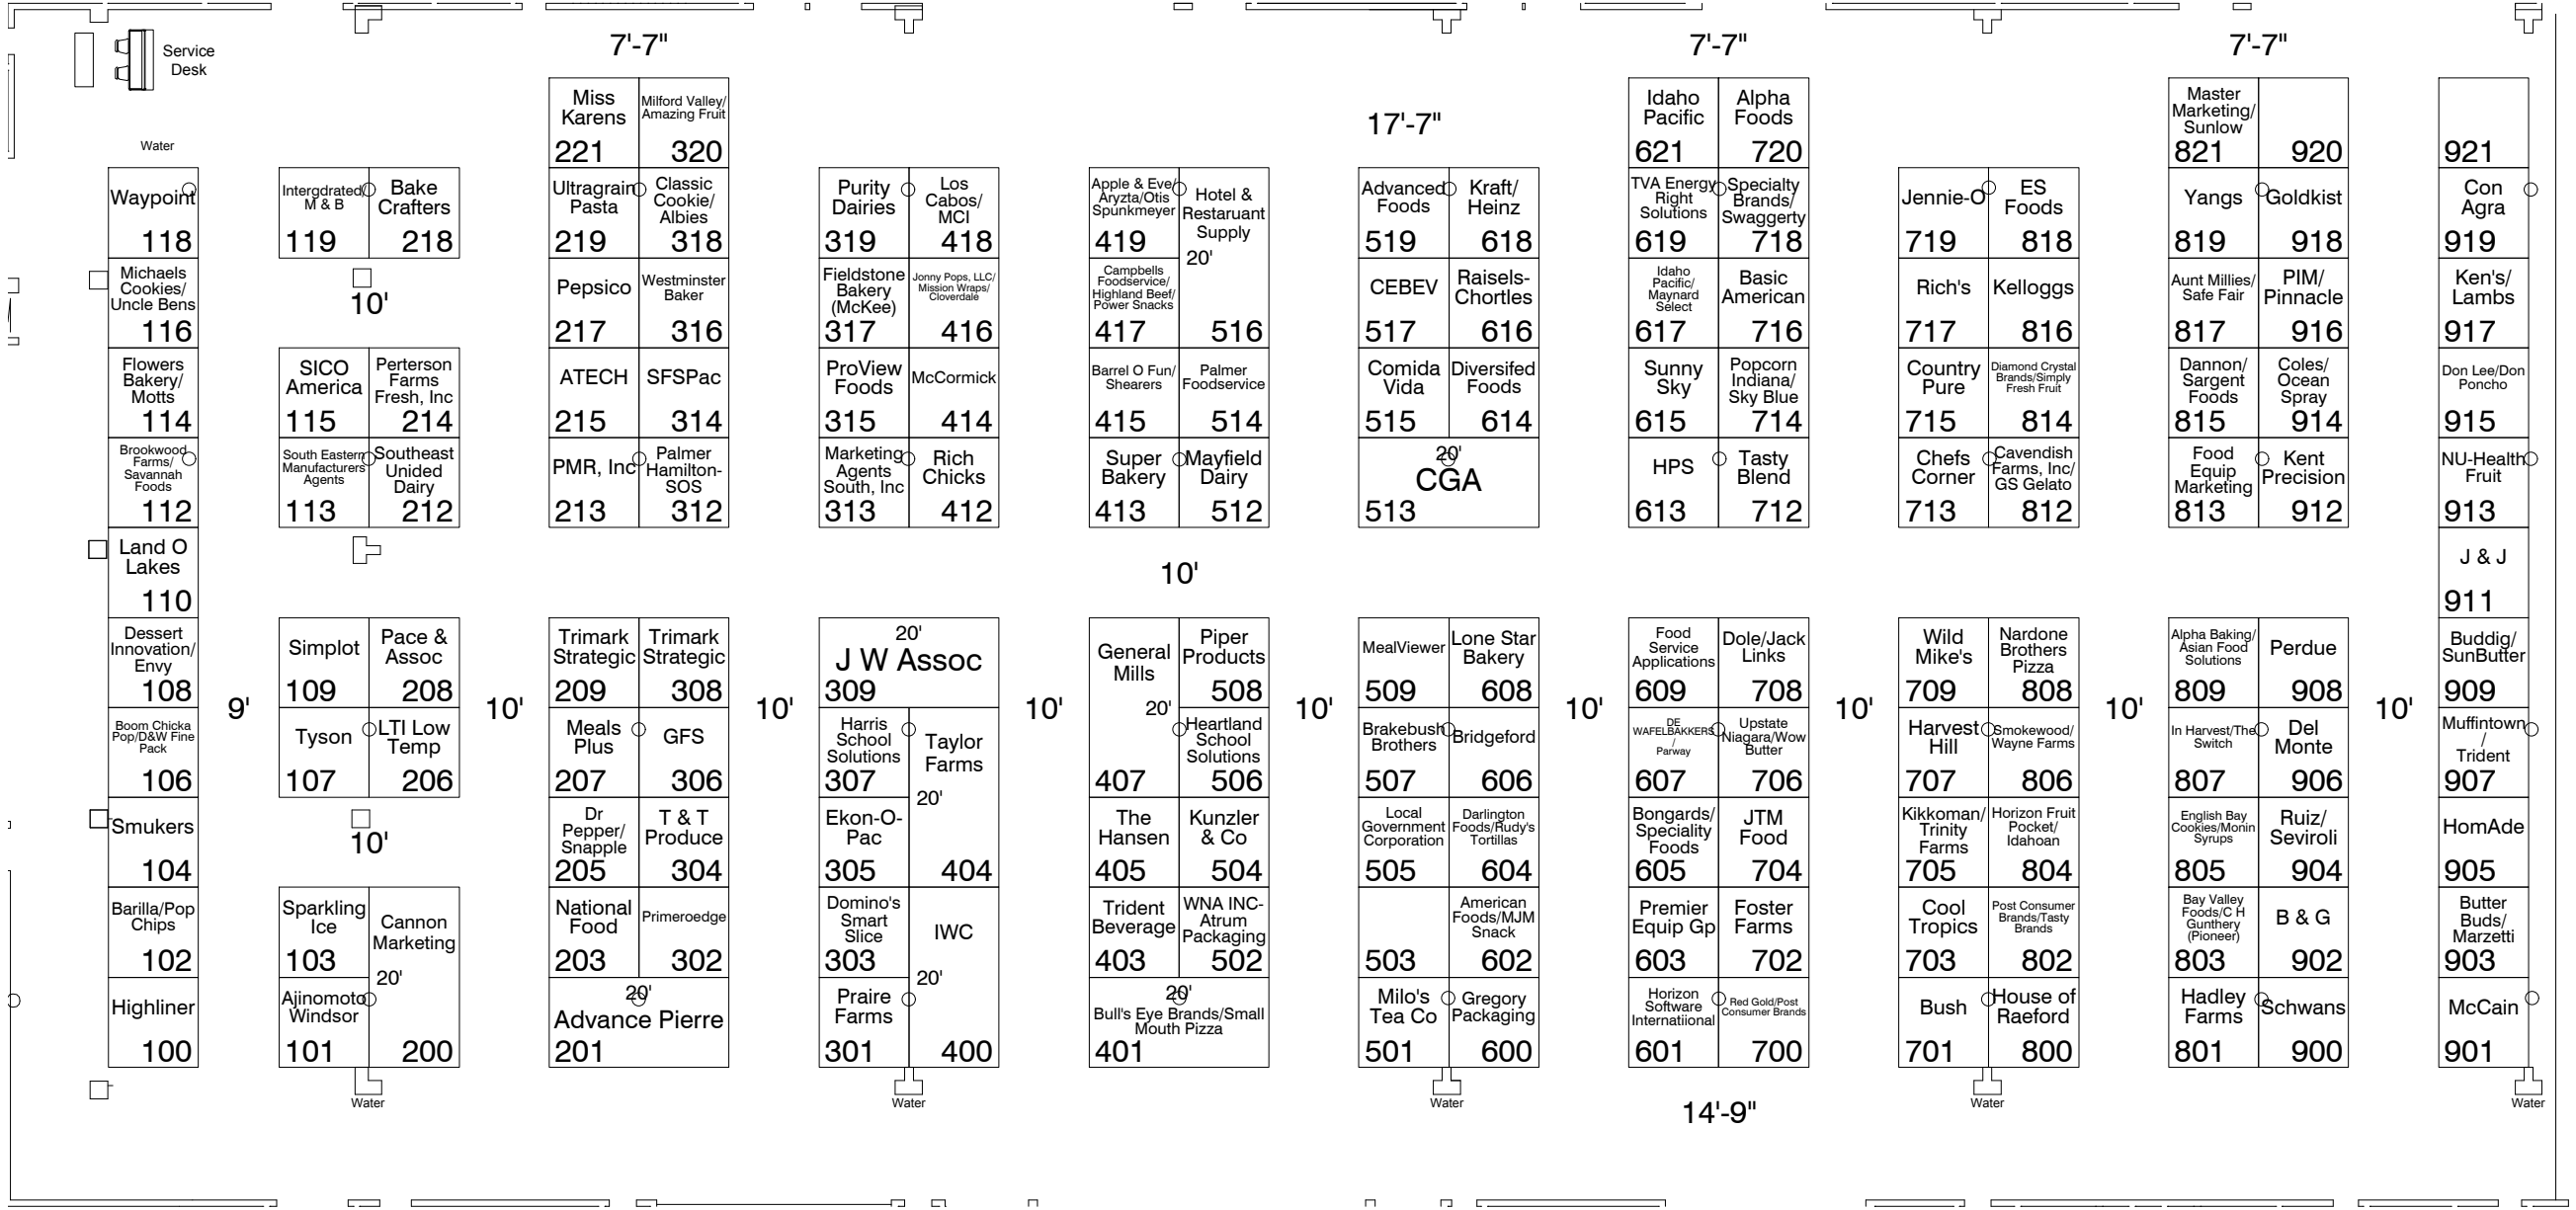 Service
Desk
7'-7"
7'-7"
7'-7"
17'-7"
Water
Miss
Karens
221
Milford Valley/
Amazing Fruit
320
Idaho
Pacific
621
Alpha
Foods
720
Master
Marketing/
Sunlow
821
920
921
Waypoint
118
Intergdrated/
M & B
119
Bake
Crafters
218
Ultragrain
Pasta
219
Classic
Cookie/
Albies
318
Purity
Dairies
319
Los
Cabos/
MCI
418
Apple & Eve/
Aryzta/Otis
Spunkmeyer
419
Hotel &
Restaruant
Supply
20'
516
Advanced
Foods
519
Kraft/
Heinz
618
TVA Energy
Right
Solutions
619
Specialty
Brands/
Swaggerty
718
Jennie-O
719
ES
Foods
818
Yangs
819
Goldkist
918
Con
Agra
919
Michaels
Cookies/
Uncle Bens
116
10'
Pepsico
217
Westminster
Baker
316
Fieldstone
Bakery
(McKee)
317
Jonny Pops, LLC/
Mission Wraps/
Cloverdale
416
Campbells
Foodservice/
Highland Beef/
Power Snacks
417
CEBEV
517
Raisels-
Chortles
616
Idaho
Pacific/
Maynard
Select
617
Basic
American
716
Rich's
717
Kelloggs
816
Aunt Millies/
Safe Fair
817
PIM/
Pinnacle
916
Ken's/
Lambs
917
Flowers
Bakery/
Motts
114
SICO
America
115
Perterson
Farms
Fresh, Inc
214
ATECH
215
SFSPac
314
ProView
Foods
315
McCormick
414
Barrel O Fun/
Shearers
415
Palmer
Foodservice
514
Comida
Vida
515
Diversifed
Foods
614
Sunny
Sky
615
Popcorn
Indiana/
Sky Blue
714
Country
Pure
715
Diamond Crystal
Brands/Simply
Fresh Fruit
814
Dannon/
Sargent
Foods
815
Coles/
Ocean
Spray
914
Don Lee/Don
Poncho
915
Brookwood
Farms/
Savannah
Foods
112
South Eastern
Manufacturers
Agents
113
Southeast
Unided
Dairy
212
PMR, Inc
213
Palmer
Hamilton-
SOS
312
Marketing
Agents
South, Inc
313
Rich
Chicks
412
Super
Bakery
413
Mayfield
Dairy
512
20'
CGA
513
HPS
613
Tasty
Blend
712
Chefs
Corner
713
Cavendish
Farms, Inc/
GS Gelato
812
Food
Equip
Marketing
813
Kent
Precision
912
NU-Health
Fruit
913
Land O
Lakes
110
10'
J & J
911
Dessert
Innovation/
Envy
108
Simplot
109
Pace &
Assoc
208
Trimark
Strategic
209
Trimark
Strategic
308
20'
J W Assoc
309
General
Mills
20'
407
Piper
Products
508
MealViewer
509
Lone Star
Bakery
608
Food
Service
Applications
609
Dole/Jack
Links
708
Wild
Mike's
709
Nardone
Brothers
Pizza
808
Alpha Baking/
Asian Food
Solutions
809
Perdue
908
Buddig/
SunButter
909
9'
10'
10'
10'
10'
10'
10'
10'
10'
Boom Chicka
Pop/D&W Fine
Pack
106
Tyson
107
LTI Low
Temp
206
Meals
Plus
207
GFS
306
Harris
School
Solutions
307
Taylor
Farms
20'
404
Heartland
School
Solutions
506
Brakebush
Brothers
507
Bridgeford
606
DE
WAFELBAKKERS
/
Parway
607
Upstate
Niagara/Wow
Butter
706
Harvest
Hill
707
Smokewood/
Wayne Farms
806
In Harvest/The
Switch
807
Del
Monte
906
Muffintown
/
Trident
907
Smukers
104
10'
Dr
Pepper/
Snapple
205
T & T
Produce
304
Ekon-O-
Pac
305
The
Hansen
405
Kunzler
& Co
504
Local
Government
Corporation
505
Darlington
Foods/Rudy's
Tortillas
604
Bongards/
Speciality
Foods
605
JTM
Food
704
Kikkoman/
Trinity
Farms
705
Horizon Fruit
Pocket/
Idahoan
804
English Bay
Cookies/Monin
Syrups
805
Ruiz/
Seviroli
904
HomAde
905
Barilla/Pop
Chips
102
Sparkling
Ice
103
Cannon
Marketing
20'
200
National
Food
203
Primeroedge
302
Domino's
Smart
Slice
303
IWC
20'
400
Trident
Beverage
403
WNA INC-
Atrum
Packaging
502
503
American
Foods/MJM
Snack
602
Premier
Equip Gp
603
Foster
Farms
702
Cool
Tropics
703
Post Consumer
Brands/Tasty
Brands
802
Bay Valley
Foods/C H
Gunthery
(Pioneer)
803
B & G
902
Butter
Buds/
Marzetti
903
Highliner
100
Ajinomoto
Windsor
101
20'
Advance Pierre
201
Praire
Farms
301
20'
Bull's Eye Brands/Small
Mouth Pizza
401
Milo's
Tea Co
501
Gregory
Packaging
600
Horizon
Software
Internatiional
601
Red Gold/Post
Consumer Brands
700
Bush
701
House of
Raeford
800
Hadley
Farms
801
Schwans
900
McCain
901
Water
Water
Water
Water
Water
14'-9"